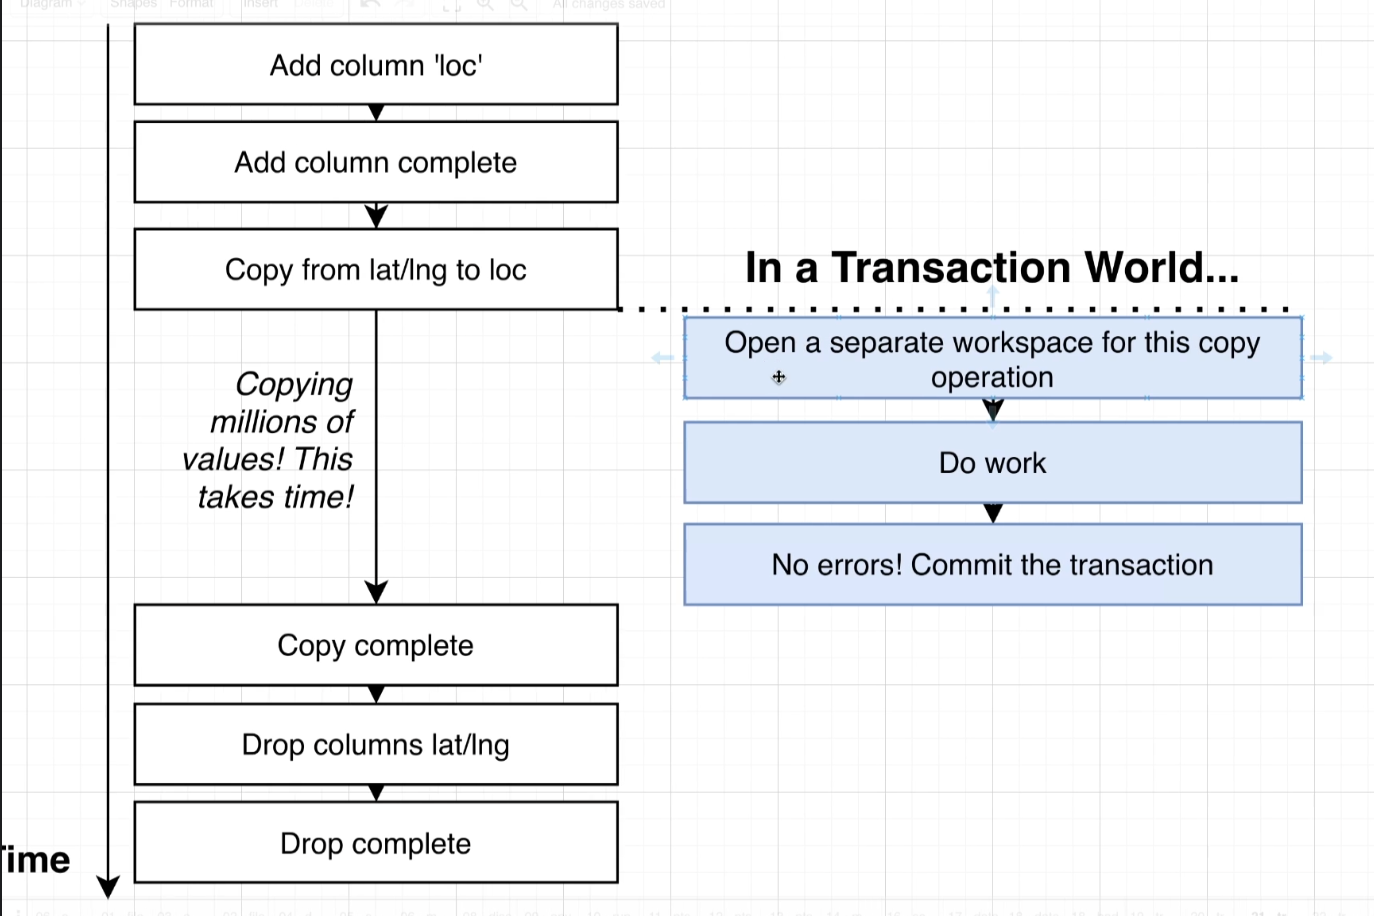 Diagram Shapes Format Insert All changes saved
Add column 'loc'
Add column complete
Copy from lat/lng to loc
In a Transaction World...
Open a separate workspace for this copy
operation
Copying
millions of
values! This
takes time!
Do work
No errors! Commit the transaction
Copy complete
Drop columns lat/lng
Drop complete
Time